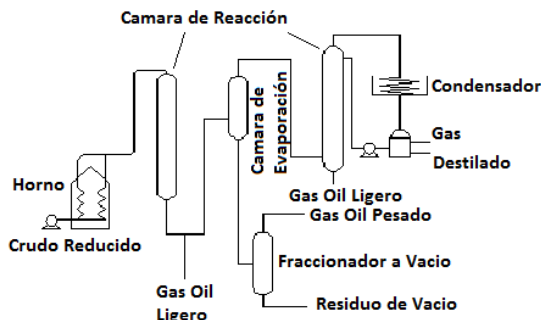 Camara de Reacción
Camara de
Evaporación
Condensador
Gas
Destilado
Horno
Crudo Reducido
Gas Oil Ligero
Gas Oil Pesado
Fraccionador a Vacio
Gas Oil
Ligero
Residuo de Vacio